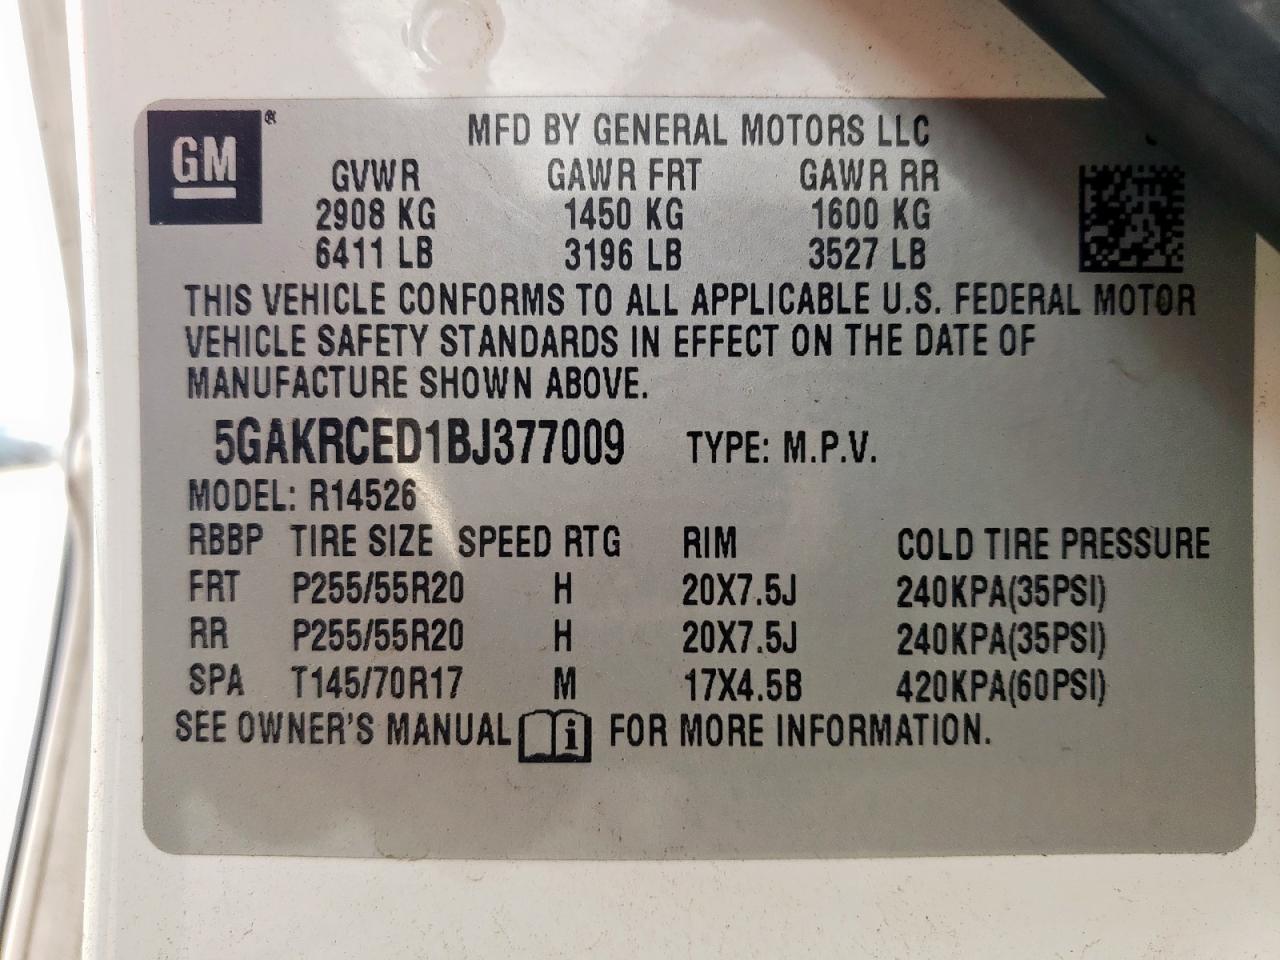 GM ®
MFD BY GENERAL MOTORS LLC
GVWR GAWR FRT GAWR RR
2908 KG 1450 KG 1600 KG
6411 LB 3196 LB 3527 LB
THIS VEHICLE CONFORMS TO ALL APPLICABLE U.S. FEDERAL MOTOR
VEHICLE SAFETY STANDARDS IN EFFECT ON THE DATE OF
MANUFACTURE SHOWN ABOVE.
5GAKRCED1BJ377009 TYPE: M.P.V.
MODEL: R14526
RBBP TIRE SIZE SPEED RTG RIM COLD TIRE PRESSURE
FRT P255/55R20 H 20X7.5J 240KPA(35PSI)
RR P255/55R20 H 20X7.5J 240KPA(35PSI)
SPA T145/70R17 M 17X4.5B 420KPA(60PSI)
SEE OWNER'S MANUAL i FOR MORE INFORMATION.